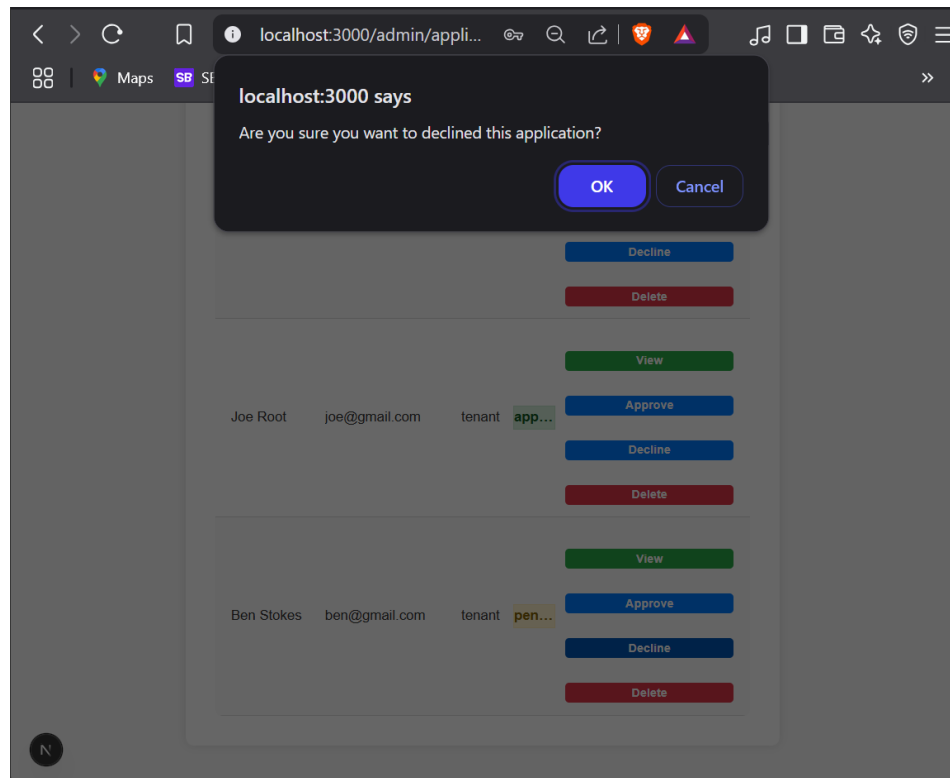 localhost:3000/admin/appli...
Maps
SB
localhost:3000 says
Are you sure you want to declined this application?
OK Cancel
Decline
Delete
View
Joe Root joe@gmail.com tenant app... Approve
Decline
Delete
View
Ben Stokes ben@gmail.com tenant pen... Approve
Decline
Delete
N